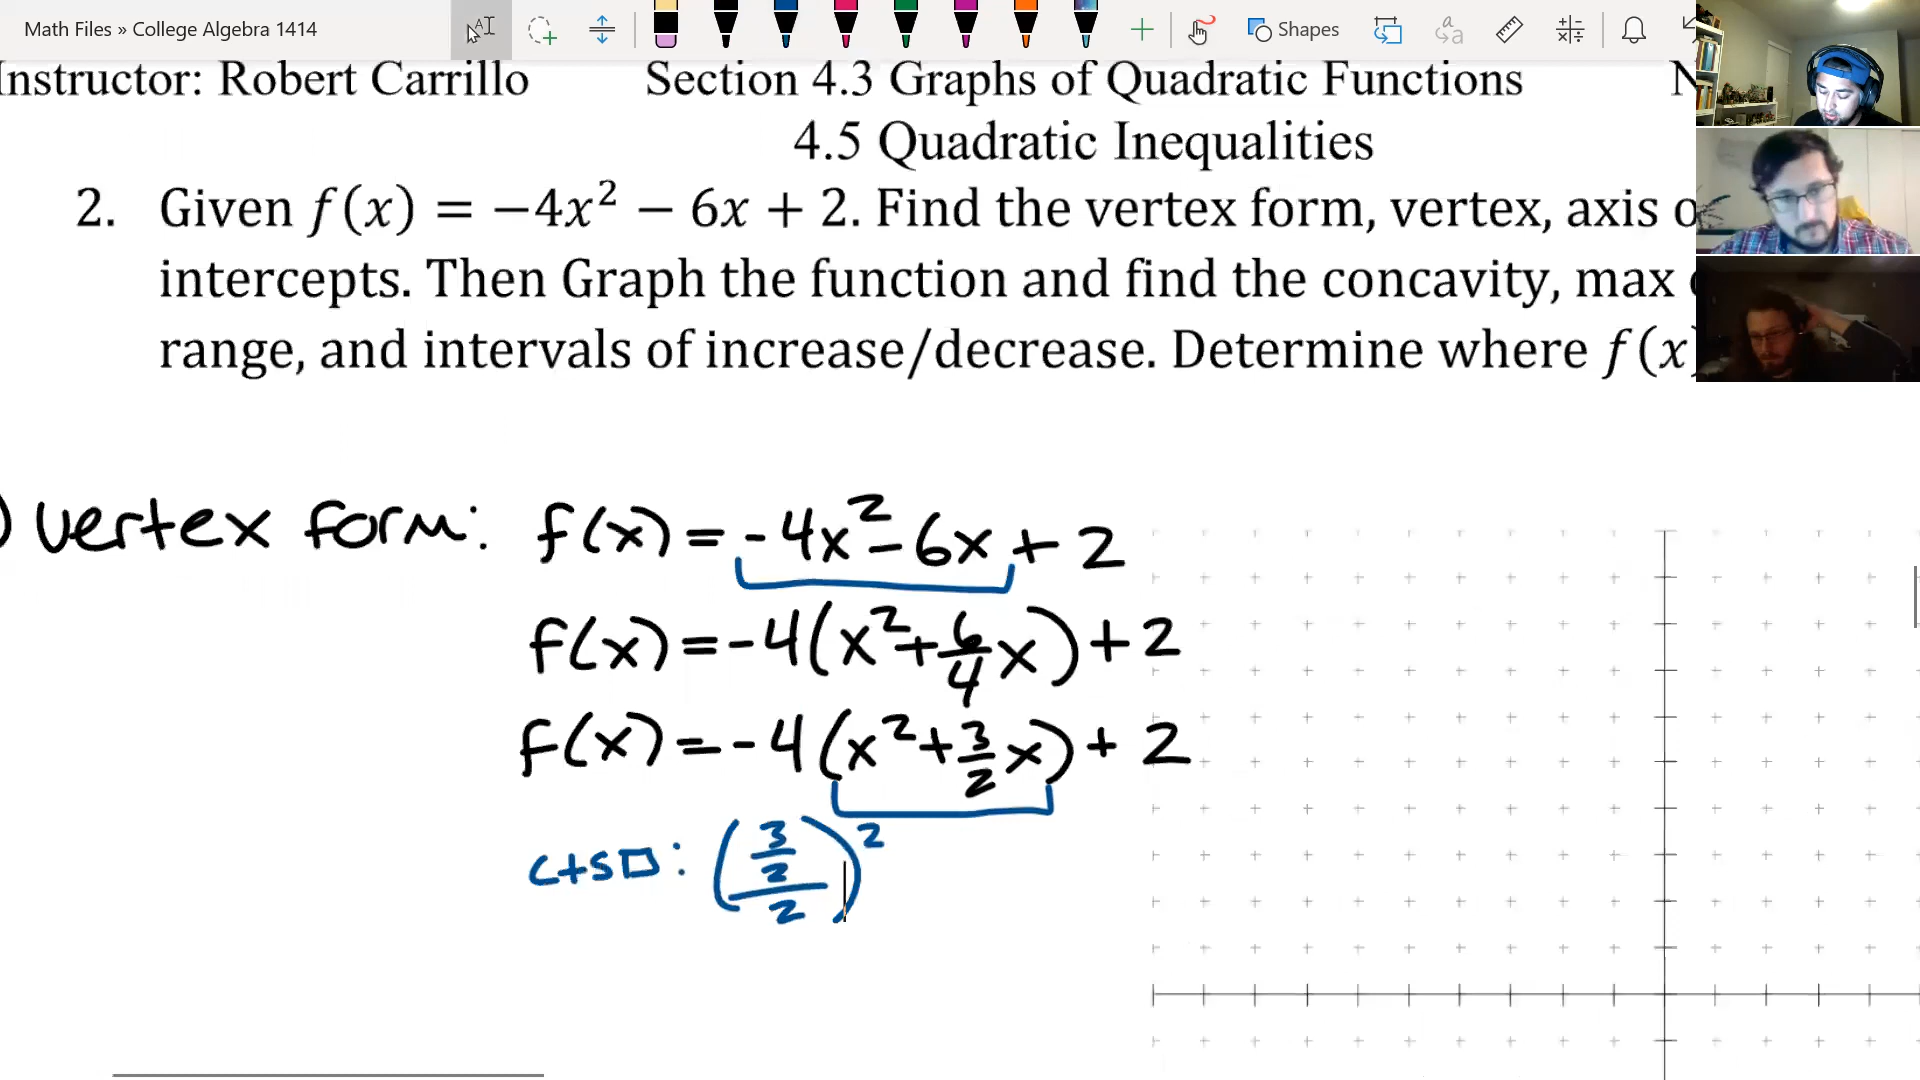 Math Files » College Algebra 1414
Shapes
Instructor: Robert Carrillo
Section 4.3 Graphs of Quadratic Functions
N
4.5 Quadratic Inequalities
2. Given f(x) = −4x² − 6x + 2. Find the vertex form, vertex, axis o
intercepts. Then Graph the function and find the concavity, max
range, and intervals of increase/decrease. Determine where f(x)
) vertex form: f(x) = -4x² - 6x + 2
f(x) = -4(x² + 6/4 x) + 2
f(x) = -4(x² + 3/2 x) + 2
ctS□: ((3/2)/2)²